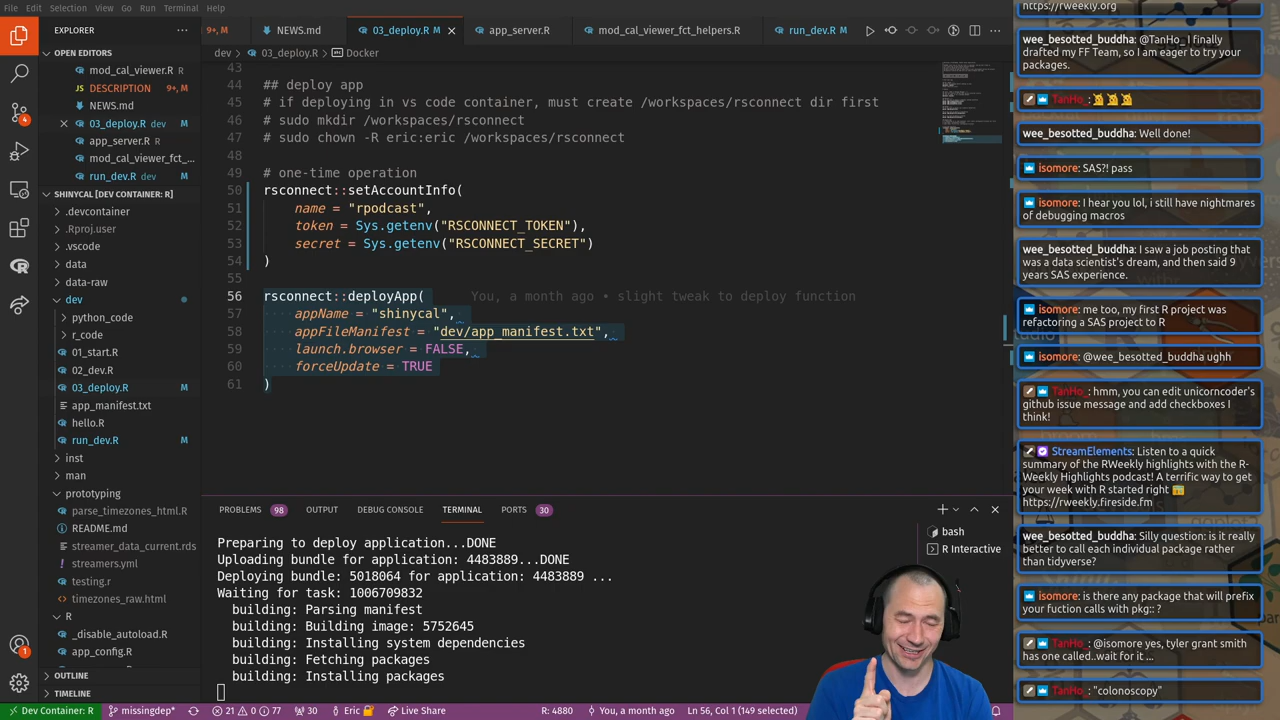 File Edit Selection View Go Run Terminal Help
EXPLORER
OPEN EDITORS
mod_cal_viewer.R R
DESCRIPTION 9+, M
NEWS.md
03_deploy.R dev M
app_server.R
mod_cal_viewer_fct_...
run_dev.R dev M
SHINYCAL [DEV CONTAINER: R]
.devcontainer
.Rproj.user
.vscode
data
data-raw
dev
python_code
r_code
01_start.R
02_dev.R
03_deploy.R M
app_manifest.txt
hello.R
run_dev.R M
inst
man
prototyping
parse_timezones_html.R
README.md
streamer_data_current.rds
streamers.yml
testing.r
timezones_raw.html
R
_disable_autoload.R
app_config.R
OUTLINE
TIMELINE
9+, M
NEWS.md
03_deploy.R M
app_server.R
mod_cal_viewer_fct_helpers.R
run_dev.R M
dev > 03_deploy.R > Docker
43
44 ## deploy app
45 # if deploying in vs code container, must create /workspaces/rsconnect dir first
46 # sudo mkdir /workspaces/rsconnect
47 # sudo chown -R eric:eric /workspaces/rsconnect
48
49 # one-time operation
50 rsconnect::setAccountInfo(
51 name = "rpodcast",
52 token = Sys.getenv("RSCONNECT_TOKEN"),
53 secret = Sys.getenv("RSCONNECT_SECRET")
54 )
55
56 rsconnect::deployApp( You, a month ago • slight tweak to deploy function
57 appName = "shinycal",
58 appFileManifest = "dev/app_manifest.txt",
59 launch.browser = FALSE,
60 forceUpdate = TRUE
61 )
PROBLEMS 98 OUTPUT DEBUG CONSOLE TERMINAL PORTS 30
bash
R Interactive
Preparing to deploy application...DONE
Uploading bundle for application: 4483889...DONE
Deploying bundle: 5018064 for application: 4483889 ...
Waiting for task: 1006709832
building: Parsing manifest
building: Building image: 5752645
building: Installing system dependencies
building: Fetching packages
building: Installing packages
Dev Container: R missingdep* 21 0 77 30 Eric Live Share R: 4880 You, a month ago Ln 56, Col 1 (149 selected)
https://rweekly.org
wee_besotted_buddha: @TanHo_ I finally
drafted my FF Team, so I am eager to try your
packages.
TanHo_:
wee_besotted_buddha: Well done!
isomore: SAS?! pass
isomore: I hear you lol, i still have nightmares
of debugging macros
wee_besotted_buddha: I saw a job posting that
was a data scientist's dream, and then said 9
years SAS experience.
isomore: me too, my first R project was
refactoring a SAS project to R
isomore: @wee_besotted_buddha ughh
TanHo_: hmm, you can edit unicorncoder's
github issue message and add checkboxes I
think!
StreamElements: Listen to a quick
summary of the RWeekly highlights with the R-
Weekly Highlights podcast! A terrific way to get
your week with R started right
https://rweekly.fireside.fm
wee_besotted_buddha: Silly question: is it really
better to call each individual package rather
than tidyverse?
isomore: is there any package that will prefix
your fuction calls with pkg:: ?
TanHo_: @isomore yes, tyler grant smith
has one called..wait for it ...
TanHo_: "colonoscopy"